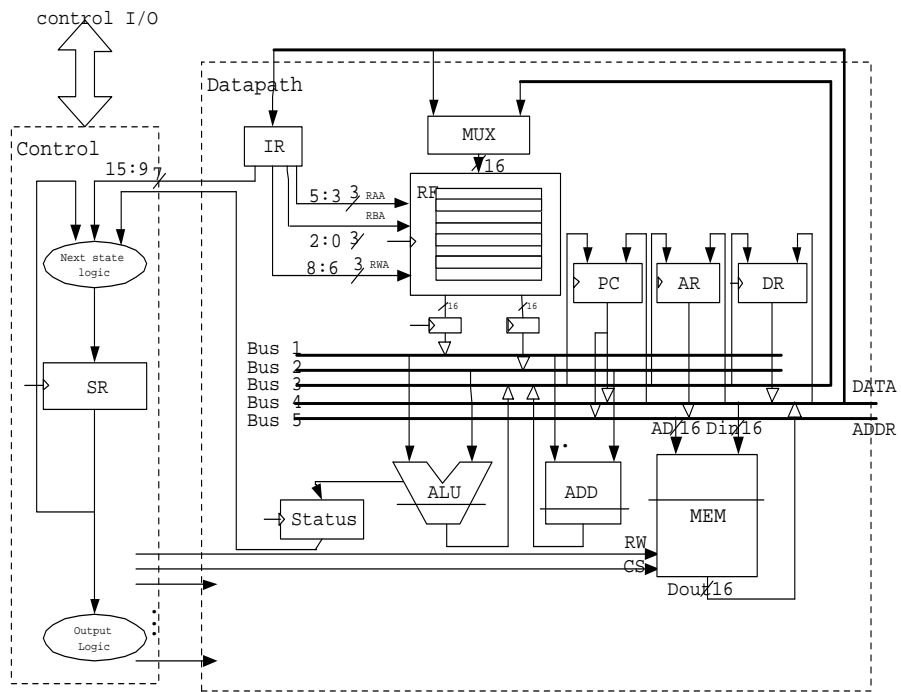 control I/O
Datapath
Control
15:9
7
IR
MUX
16
RF
5:3
3
RAA
RBA
2:0
3
8:6
3
RWA
Next state
logic
PC
AR
DR
16
16
SR
Bus 1
Bus 2
Bus 3
Bus 4
Bus 5
DATA
ADDR
AD
16
Din
16
ALU
ADD
MEM
Status
RW
CS
Dout
16
Output
Logic